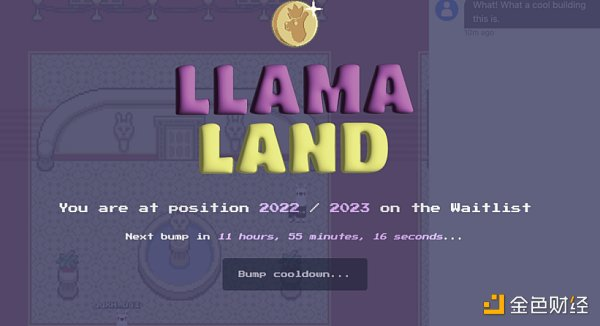 What! What a cool building
this is.
10m ago
LLAMA
LAND
You are at position 2022 / 2023 on the Waitlist
Next bump in 11 hours, 55 minutes, 16 seconds...
Bump cooldown...
金色财经